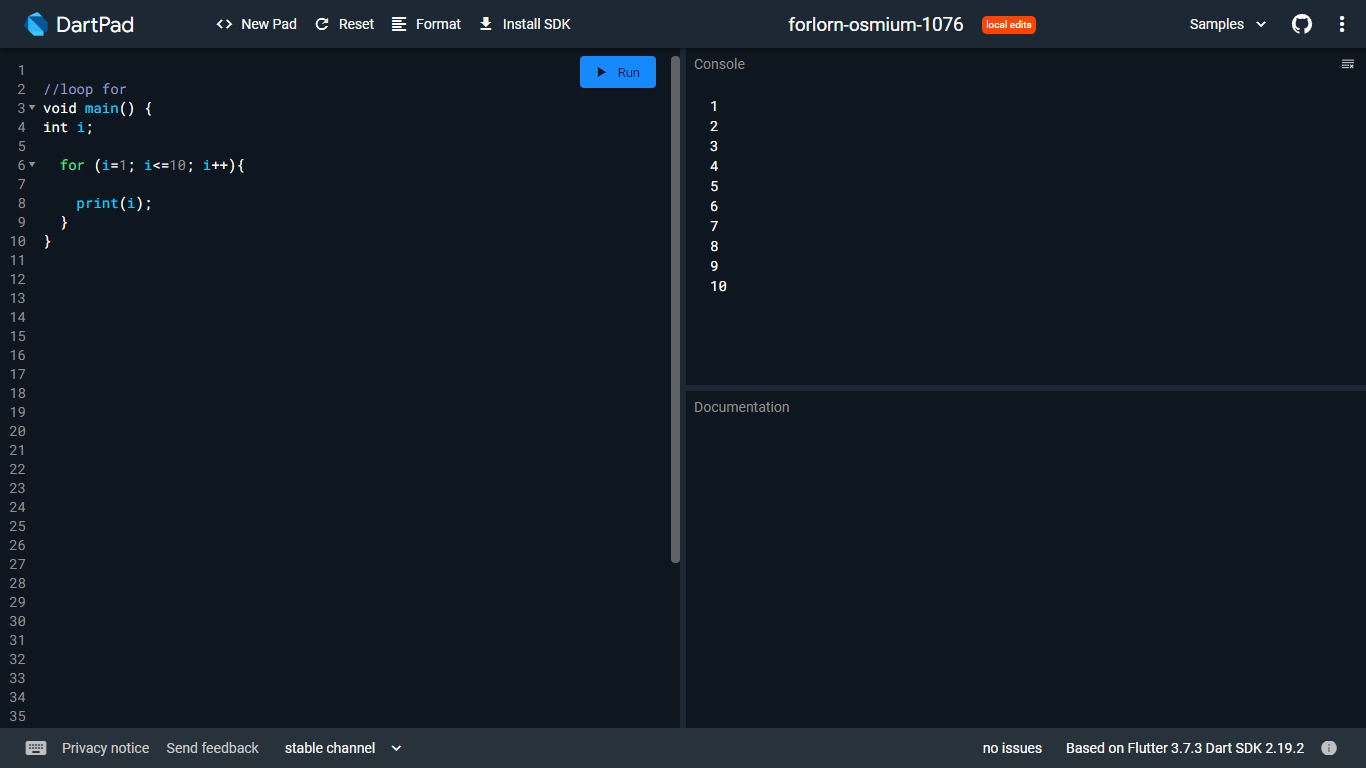 DartPad
<> New Pad
Reset
Format
Install SDK
forlorn-osmium-1076
local edits
Samples
Run
1
2 //loop for
3 void main() {
4 int i;
5
6 for (i=1; i<=10; i++){
7
8 print(i);
9 }
10 }
11
12
13
14
15
16
17
18
19
20
21
22
23
24
25
26
27
28
29
30
31
32
33
34
35
Console
1
2
3
4
5
6
7
8
9
10
Documentation
Privacy notice
Send feedback
stable channel
no issues
Based on Flutter 3.7.3 Dart SDK 2.19.2